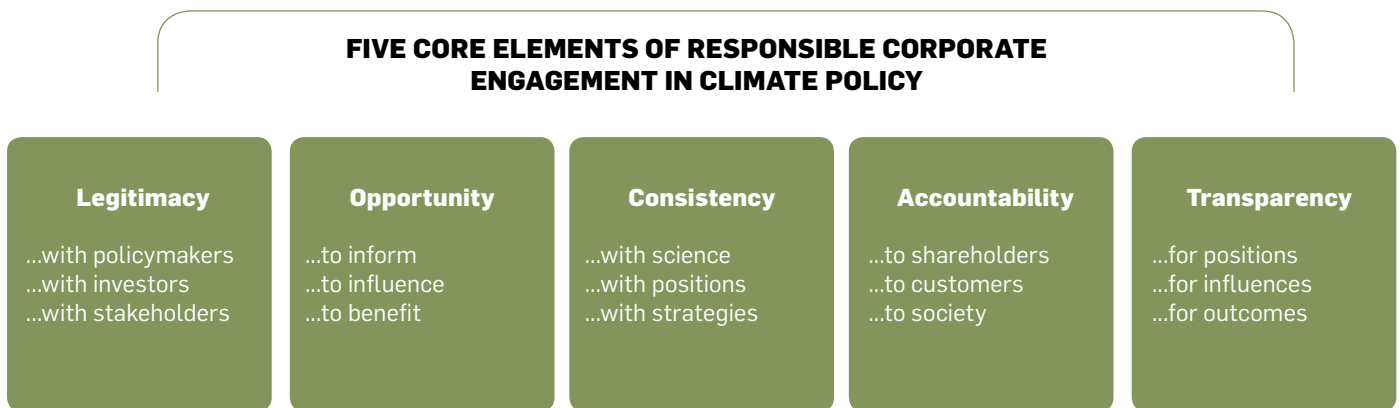 FIVE CORE ELEMENTS OF RESPONSIBLE CORPORATE
ENGAGEMENT IN CLIMATE POLICY
Legitimacy
...with policymakers
...with investors
...with stakeholders
Opportunity
...to inform
...to influence
...to benefit
Consistency
...with science
...with positions
...with strategies
Accountability
...to shareholders
...to customers
...to society
Transparency
...for positions
...for influences
...for outcomes